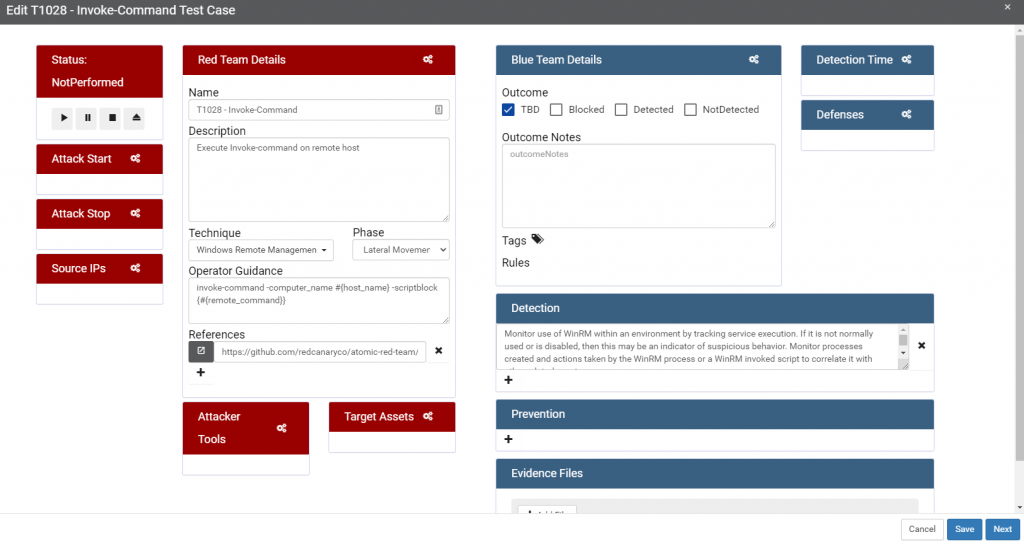 Edit T1028 - Invoke-Command Test Case
×
Status:
NotPerformed
Attack Start
Attack Stop
Source IPs
Red Team Details
Name
T1028 - Invoke-Command
Description
Execute Invoke-command on remote host
Technique
Phase
Windows Remote Managemen
Lateral Movemen
Operator Guidance
invoke-command -computer_name #{host_name} -scriptblock
{#{remote_command}}
References
https://github.com/redcanaryco/atomic-red-team/
Attacker
Tools
Target Assets
Blue Team Details
Outcome
TBD Blocked Detected NotDetected
Outcome Notes
outcomeNotes
Tags
Rules
Detection Time
Defenses
Detection
Monitor use of WinRM within an environment by tracking service execution. If it is not normally
used or is disabled, then this may be an indicator of suspicious behavior. Monitor processes
created and actions taken by the WinRM process or a WinRM invoked script to correlate it with
Prevention
Evidence Files
Cancel
Save
Next